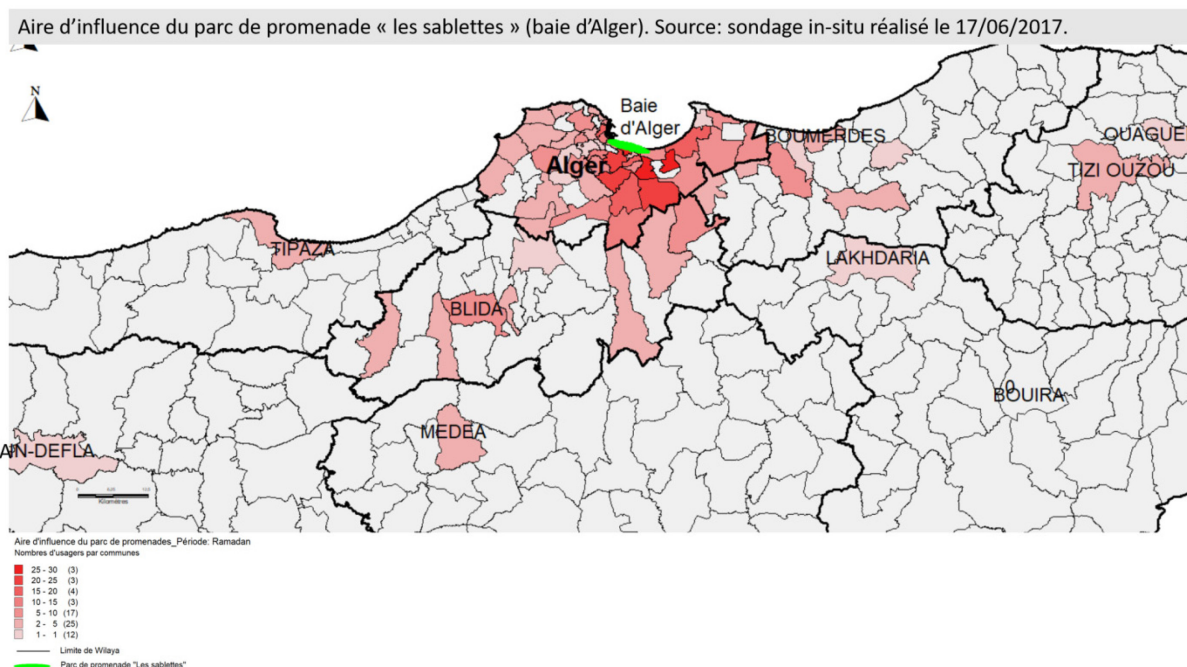 Aire d’influence du parc de promenade « les sablettes » (baie d’Alger). Source: sondage in-situ réalisé le 17/06/2017.
N
Baie
d'Alger
BOUMERDES
OUAGUE
Alger
TIZI OUZOU
TIPAZA
LAKHDARIA
BLIDA
0
BOUIRA
MEDEA
AIN-DEFLA
Kilomètres
Aire d'influence du parc de promenades_Période: Ramadan
Nombres d'usagers par communes
25 - 30 (3)
20 - 25 (3)
15 - 20 (4)
10 - 15 (3)
5 - 10 (17)
2 - 5 (25)
1 - 1 (12)
Limite de Wilaya
Parc de promenade "Les sablettes"